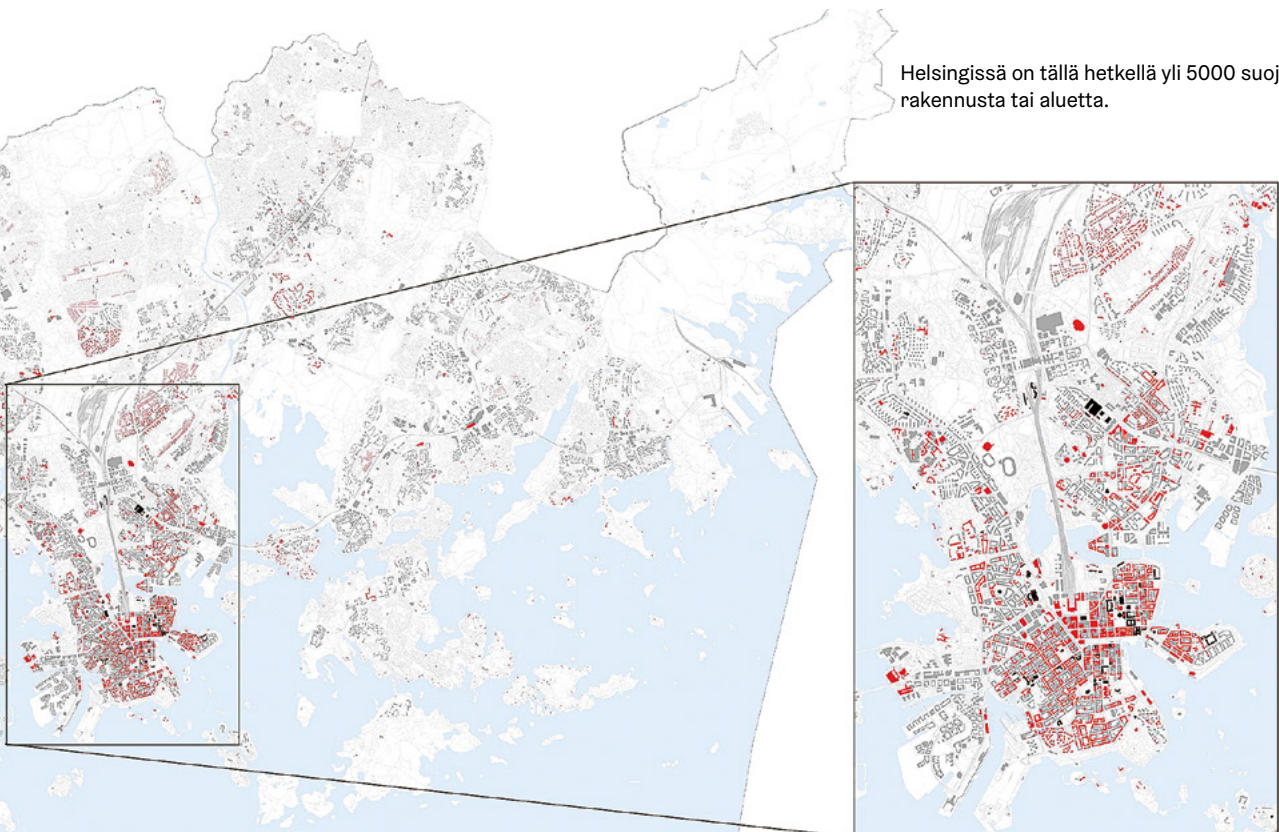 Helsingissä on tällä hetkellä yli 5000 suoj
rakennusta tai aluetta.